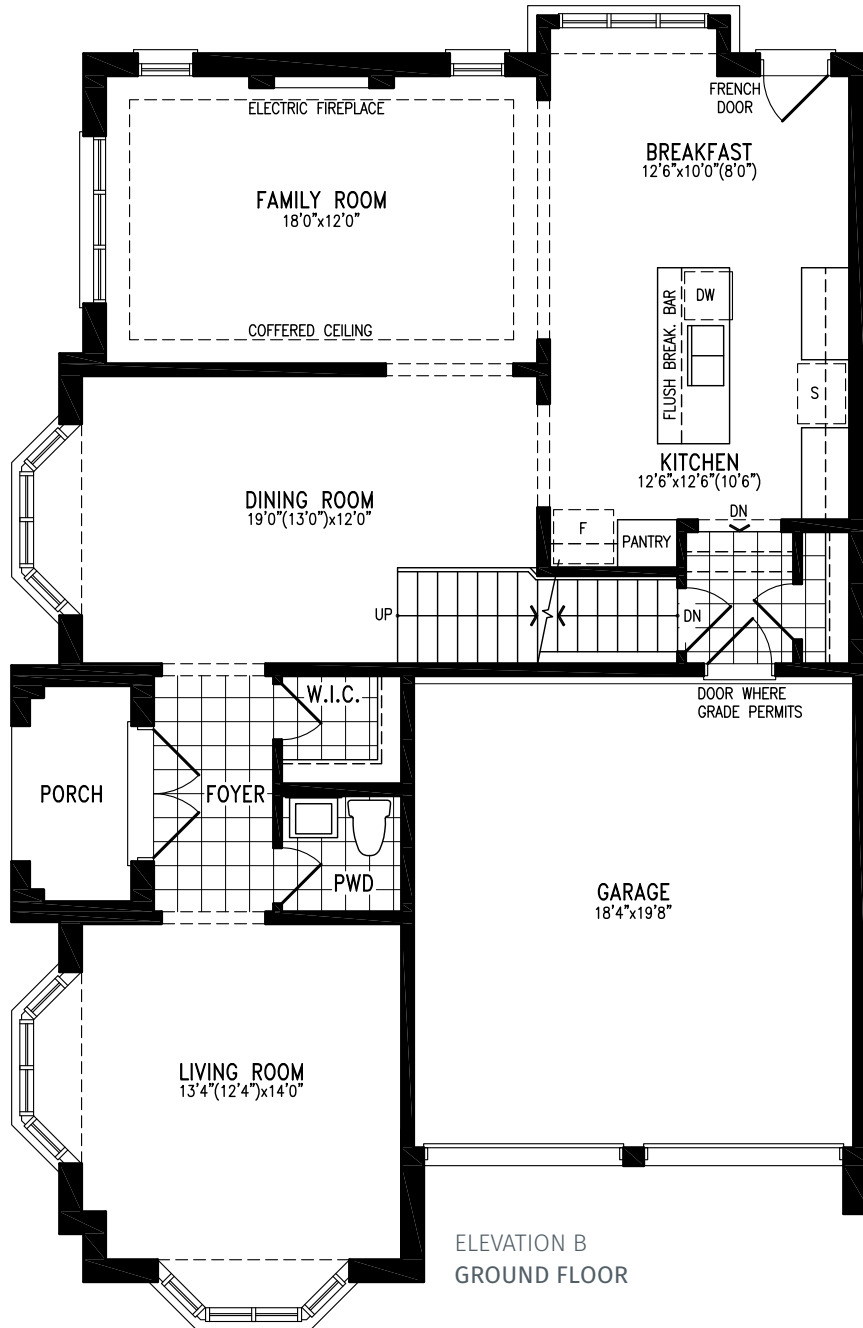 FRENCH
DOOR
ELECTRIC FIREPLACE
BREAKFAST
12'6"x10'0"(8'0")
FAMILY ROOM
18'0"x12'0"
COFFERED CEILING
FLUSH BREAK. BAR
DW
S
KITCHEN
12'6"x12'6"(10'6")
DINING ROOM
19'0"(13'0")x12'0"
F
PANTRY
DN
UP
DN
W.I.C.
DOOR WHERE
GRADE PERMITS
PORCH
FOYER
PWD
GARAGE
18'4"x19'8"
LIVING ROOM
13'4"(12'4")x14'0"
ELEVATION B
GROUND FLOOR